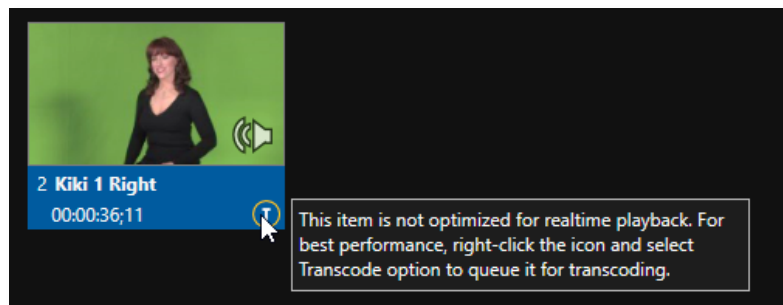 2 Kiki 1 Right
00:00:36;11
T
This item is not optimized for realtime playback. For
best performance, right-click the icon and select
Transcode option to queue it for transcoding.